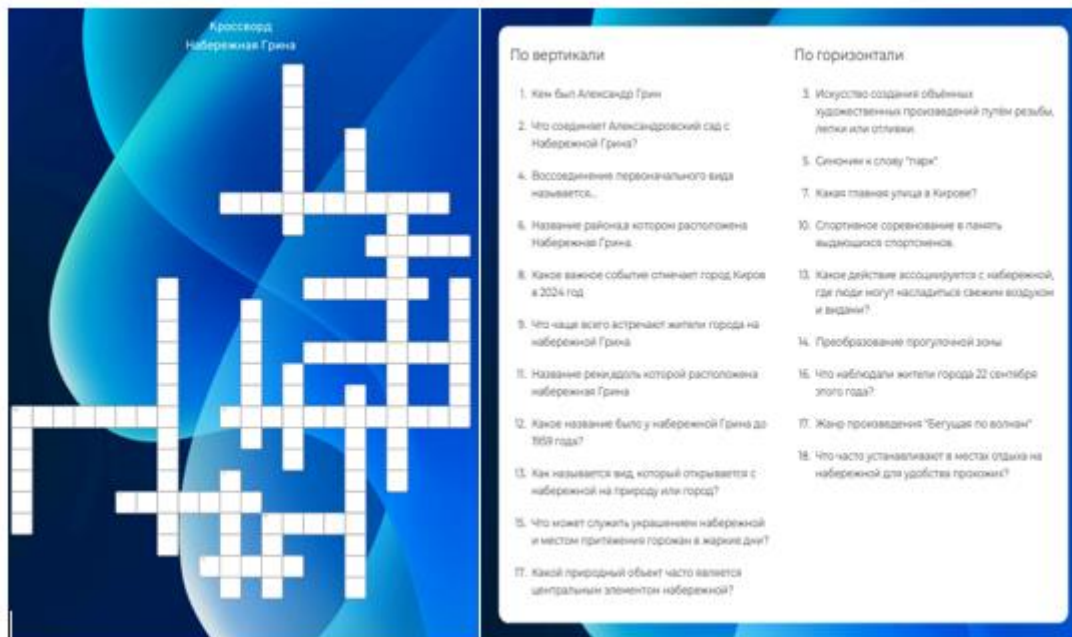 Кроссворд
Набережная Грина
По вертикали
1. Кем был Александр Грин
2. Что соединяет Александровский сад с
Набережной Грина?
4. Воссоединение первоначального вида
называется...
6. Название района,в котором расположена
Набережная Грина.
8. Какое важное событие отмечает город Киров
в 2024 год
9. Что чаще всего встречают жители города на
набережной Грина
11. Название реки,вдоль которой расположена
набережная Грина
12. Какое название было у набережной Грина до
1959 года?
13. Как называется вид, который открывается с
набережной на природу или город?
15. Что может служить украшением набережной
и местом притяжения горожан в жаркие дни?
17. Какой природный объект часто является
центральным элементом набережной?
По горизонтали
3. Искусство создания объёмных
художественных произведений путём резьбы,
лепки или отливки.
5. Синоним к слову "парк"
7. Какая главная улица в Кирове?
10. Спортивное соревнование в память
выдающихся спортсменов.
13. Какое действие ассоциируется с набережной,
где люди могут насладиться свежим воздухом
и видами?
14. Преобразование прогулочной зоны
16. Что наблюдали жители города 22 сентября
этого года?
17. Жанр произведения "Бегущая по волнам"
18. Что часто устанавливают в местах отдыха на
набережной для удобства прохожих?